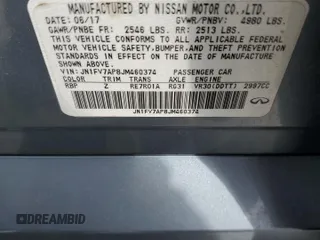 MANUFACTURED BY NISSAN MOTOR CO.,LTD.
DATE: 06/17 GVWR/PNBV: 4980 LBS.
GAWR/PNBE FR: 2546 LBS. RR: 2513 LBS.
THIS VEHICLE CONFORMS TO ALL APPLICABLE FEDERAL MOTOR
VEHICLE SAFETY, BUMPER, AND THEFT PREVENTION
STANDARDS IN EFFECT ON THE DATE OF MANUFACTURE
SHOWN ABOVE.
VIN: JN1FV7AP8JM460374 PASSENGER CAR
COLOR TRIM TRANS AXLE ENGINE
RBP Z RE7R01A RG31 VR30(DDTT) 2997CC
JN1FV7AP8JM460374
DREAMBID